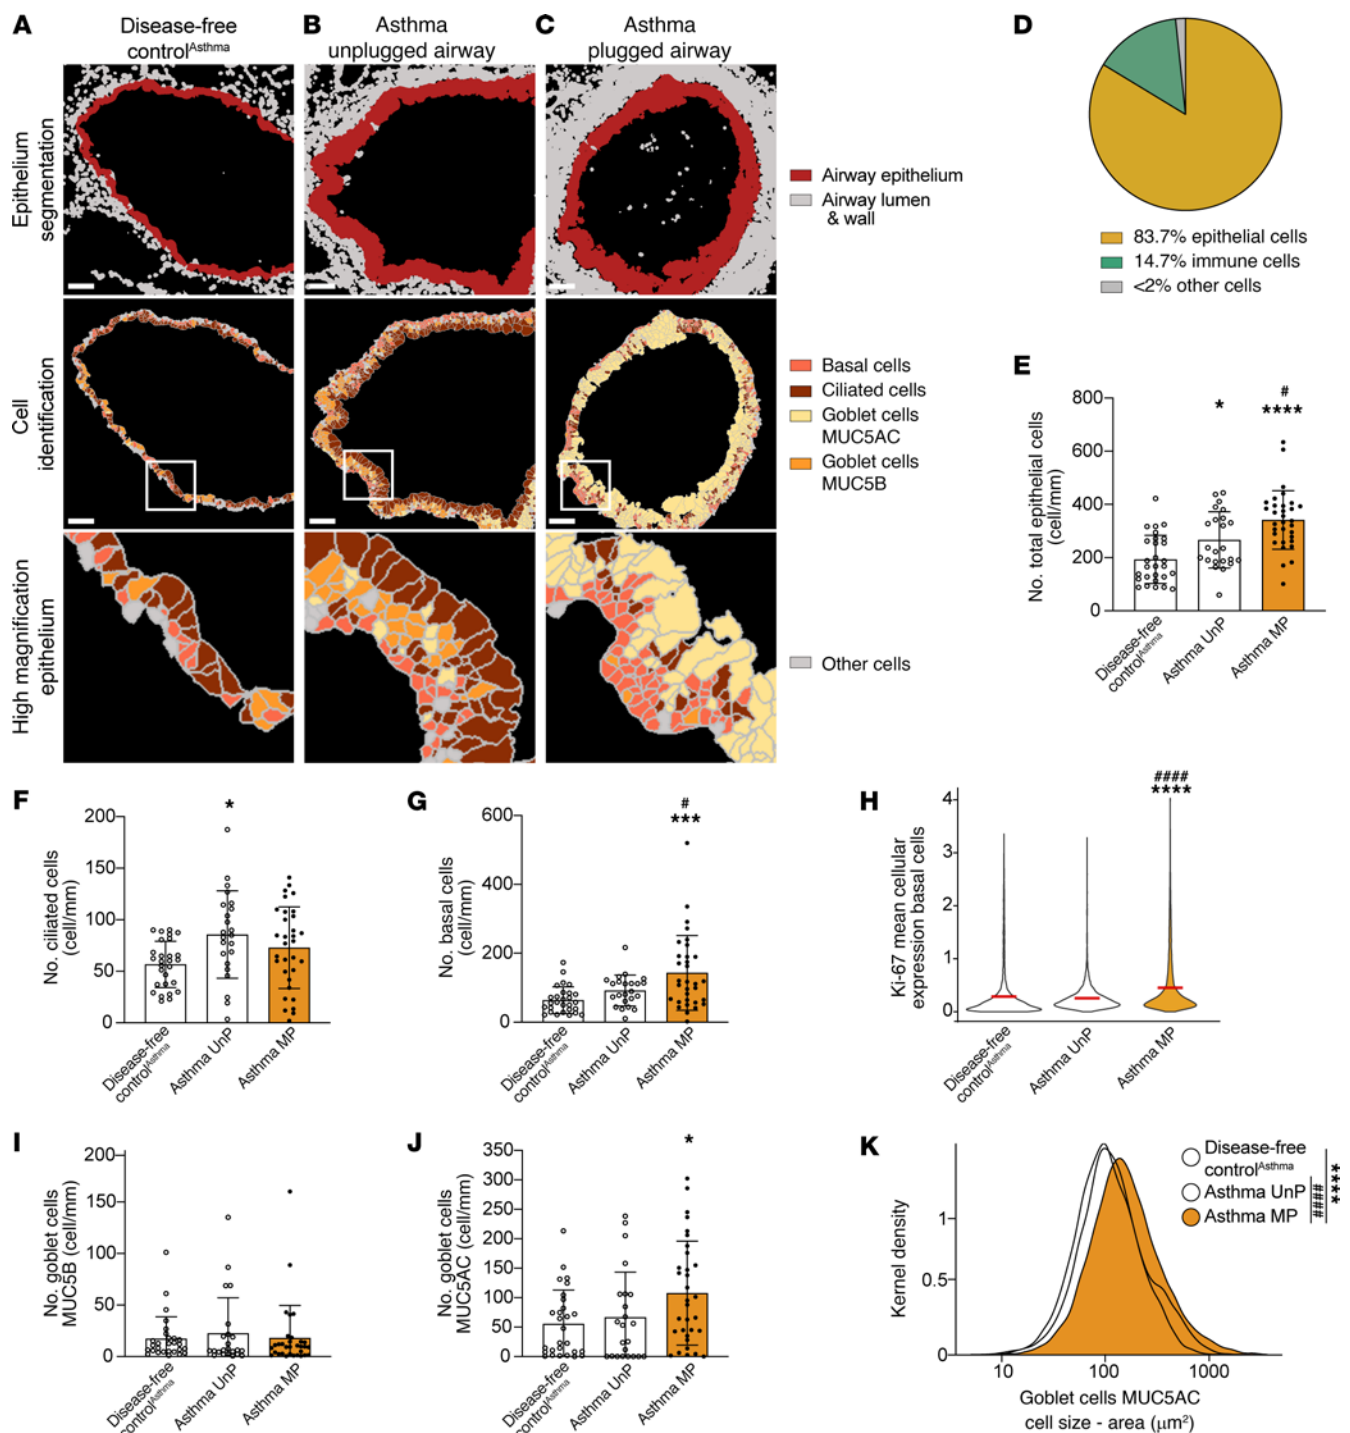 A
Disease-free
control^Asthma
B
Asthma
unplugged airway
C
Asthma
plugged airway
Epithelium
segmentation
Airway epithelium
Airway lumen
& wall
Cell
identification
Basal cells
Ciliated cells
Goblet cells
MUC5AC
Goblet cells
MUC5B
High magnification
epithelium
Other cells
D
83.7% epithelial cells
14.7% immune cells
<2% other cells
E
No. total epithelial cells
(cell/mm)
800
600
400
200
0
*
#
****
Disease-free
control^Asthma
Asthma UnP
Asthma MP
F
No. ciliated cells
(cell/mm)
200
150
100
50
0
*
Disease-free
control^Asthma
Asthma UnP
Asthma MP
G
No. basal cells
(cell/mm)
600
400
200
0
#
***
Disease-free
control^Asthma
Asthma UnP
Asthma MP
H
Ki-67 mean cellular
expression basal cells
4
3
2
1
0
####
****
Disease-free
control^Asthma
Asthma UnP
Asthma MP
I
No. goblet cells
MUC5B (cell/mm)
200
150
100
50
0
Disease-free
control^Asthma
Asthma UnP
Asthma MP
J
No. goblet cells
MUC5AC (cell/mm)
350
300
250
200
150
100
50
0
*
Disease-free
control^Asthma
Asthma UnP
Asthma MP
K
Kernel density
1
0.5
0
10
100
1000
Goblet cells MUC5AC
cell size - area (μm²)
Disease-free
control^Asthma
Asthma UnP
Asthma MP
####
****